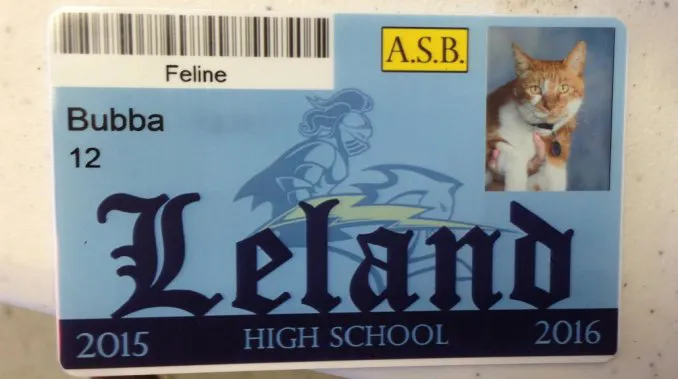 A.S.B.
Feline
Bubba
12
Leland
2015 HIGH SCHOOL 2016